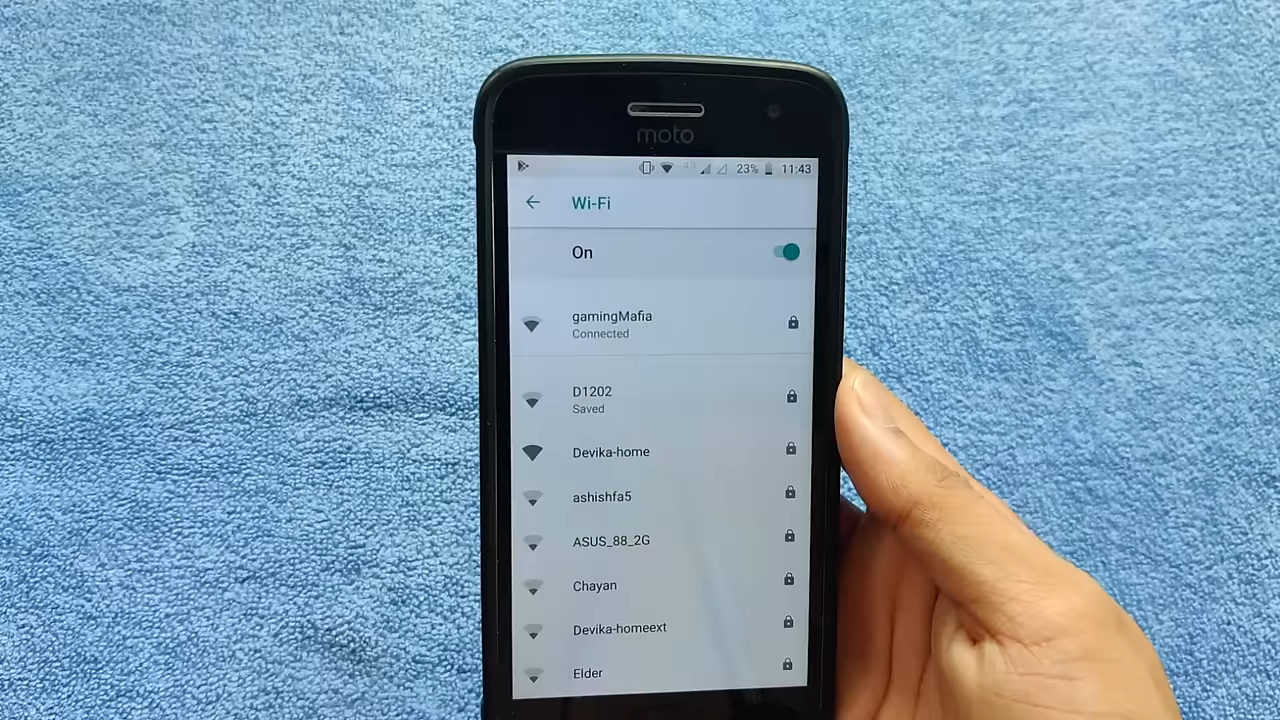 moto
4G 23% 11:43
Wi-Fi
On
gamingMafia
Connected
D1202
Saved
Devika-home
ashishfa5
ASUS_88_2G
Chayan
Devika-homeext
Elder